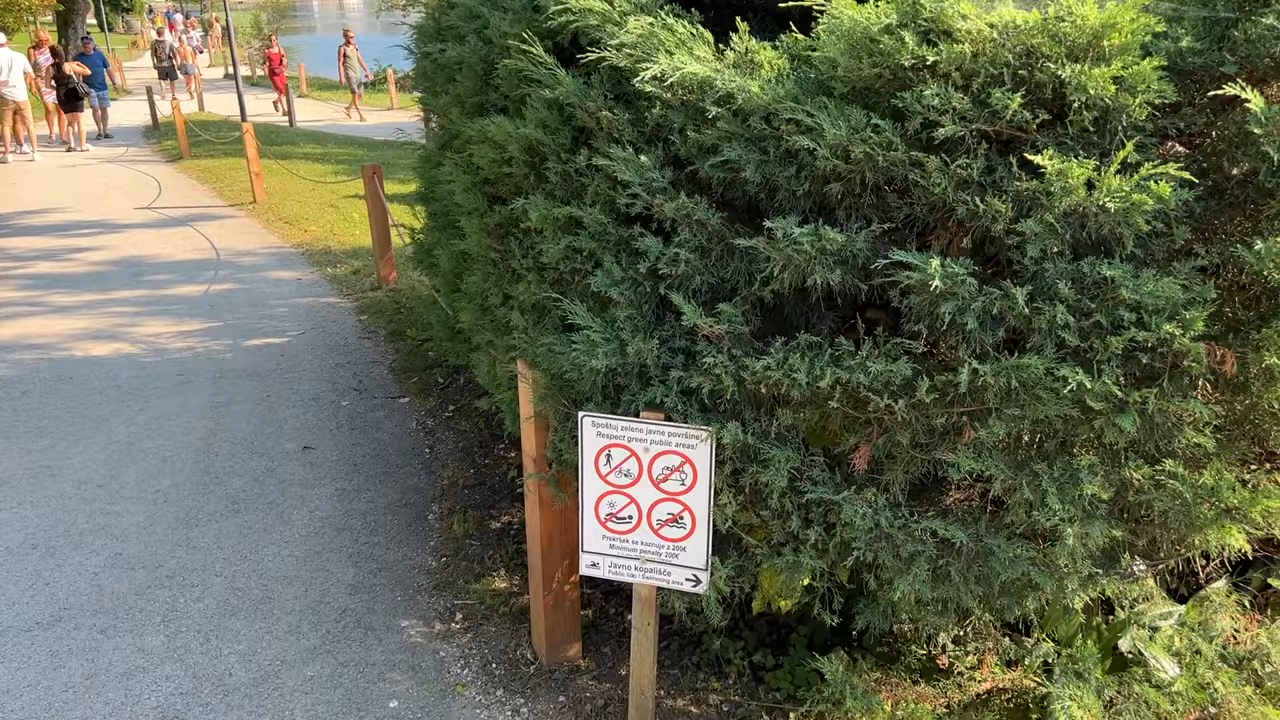 Spoštuj zelene javne površine!
Respect green public areas!
Prekršek se kaznuje z 200€
Minimum penalty 200€
Javno kopališče
Public lido / Swimming area